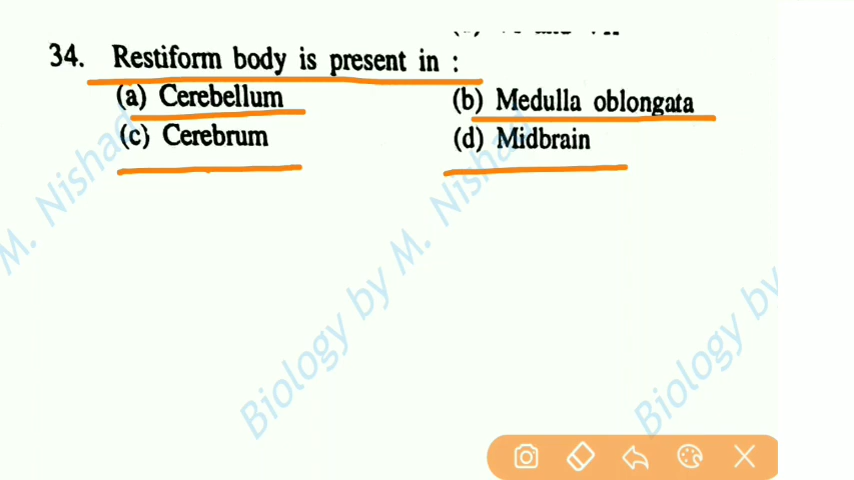 34. Restiform body is present in :
(a) Cerebellum (b) Medulla oblongata
(c) Cerebrum (d) Midbrain
M. Nishad
Biology by M. Nishad
Biology by